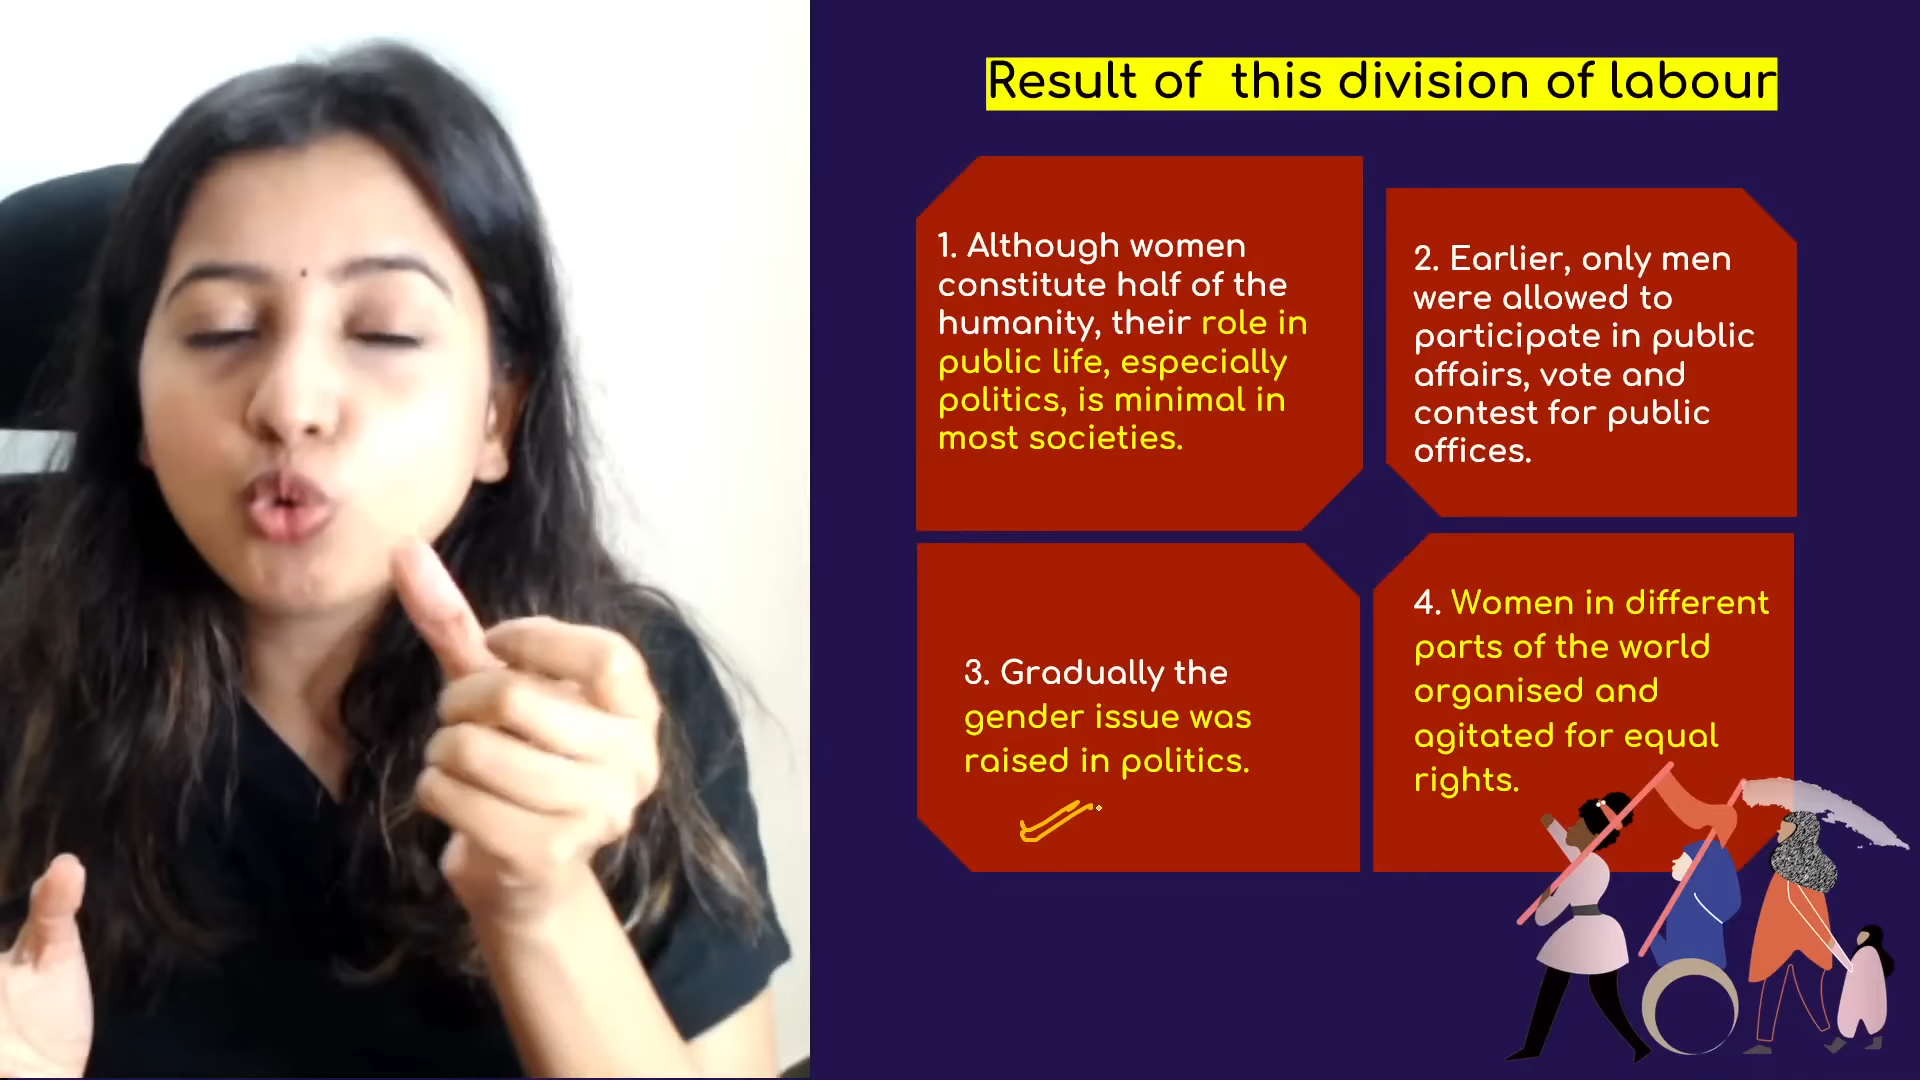 Result of this division of labour
1. Although women
constitute half of the
humanity, their role in
public life, especially
politics, is minimal in
most societies.
2. Earlier, only men
were allowed to
participate in public
affairs, vote and
contest for public
offices.
3. Gradually the
gender issue was
raised in politics.
4. Women in different
parts of the world
organised and
agitated for equal
rights.